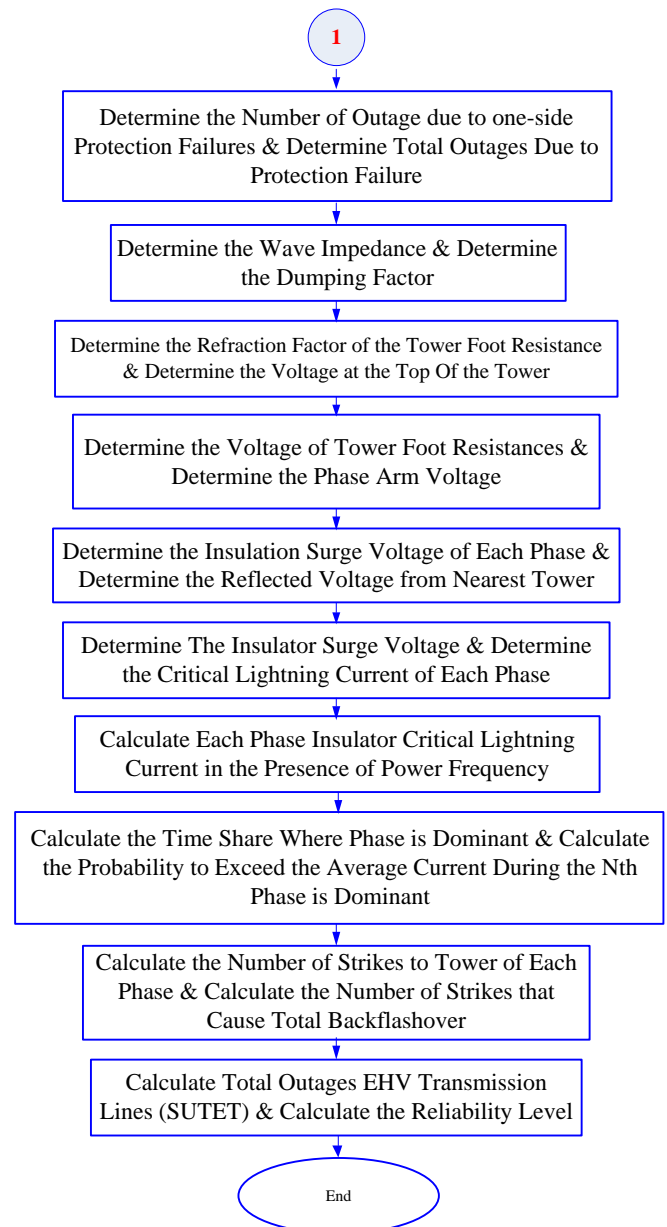 1
Determine the Number of Outage due to one-side
Protection Failures & Determine Total Outages Due to
Protection Failure
Determine the Wave Impedance & Determine
the Dumping Factor
Determine the Refraction Factor of the Tower Foot Resistance
& Determine the Voltage at the Top Of the Tower
Determine the Voltage of Tower Foot Resistances &
Determine the Phase Arm Voltage
Determine the Insulation Surge Voltage of Each Phase &
Determine the Reflected Voltage from Nearest Tower
Determine The Insulator Surge Voltage & Determine
the Critical Lightning Current of Each Phase
Calculate Each Phase Insulator Critical Lightning
Current in the Presence of Power Frequency
Calculate the Time Share Where Phase is Dominant & Calculate
the Probability to Exceed the Average Current During the Nth
Phase is Dominant
Calculate the Number of Strikes to Tower of Each
Phase & Calculate the Number of Strikes that
Cause Total Backflashover
Calculate Total Outages EHV Transmission
Lines (SUTET) & Calculate the Reliability Level
End